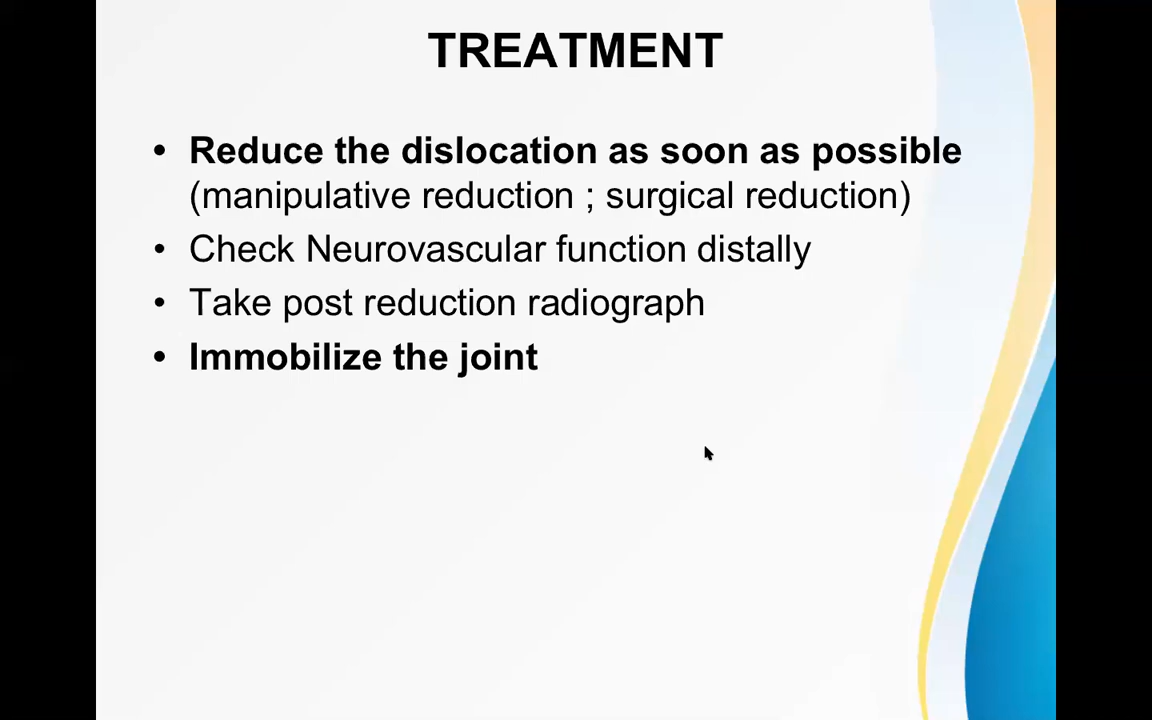 TREATMENT
• Reduce the dislocation as soon as possible
(manipulative reduction ; surgical reduction)
• Check Neurovascular function distally
• Take post reduction radiograph
• Immobilize the joint